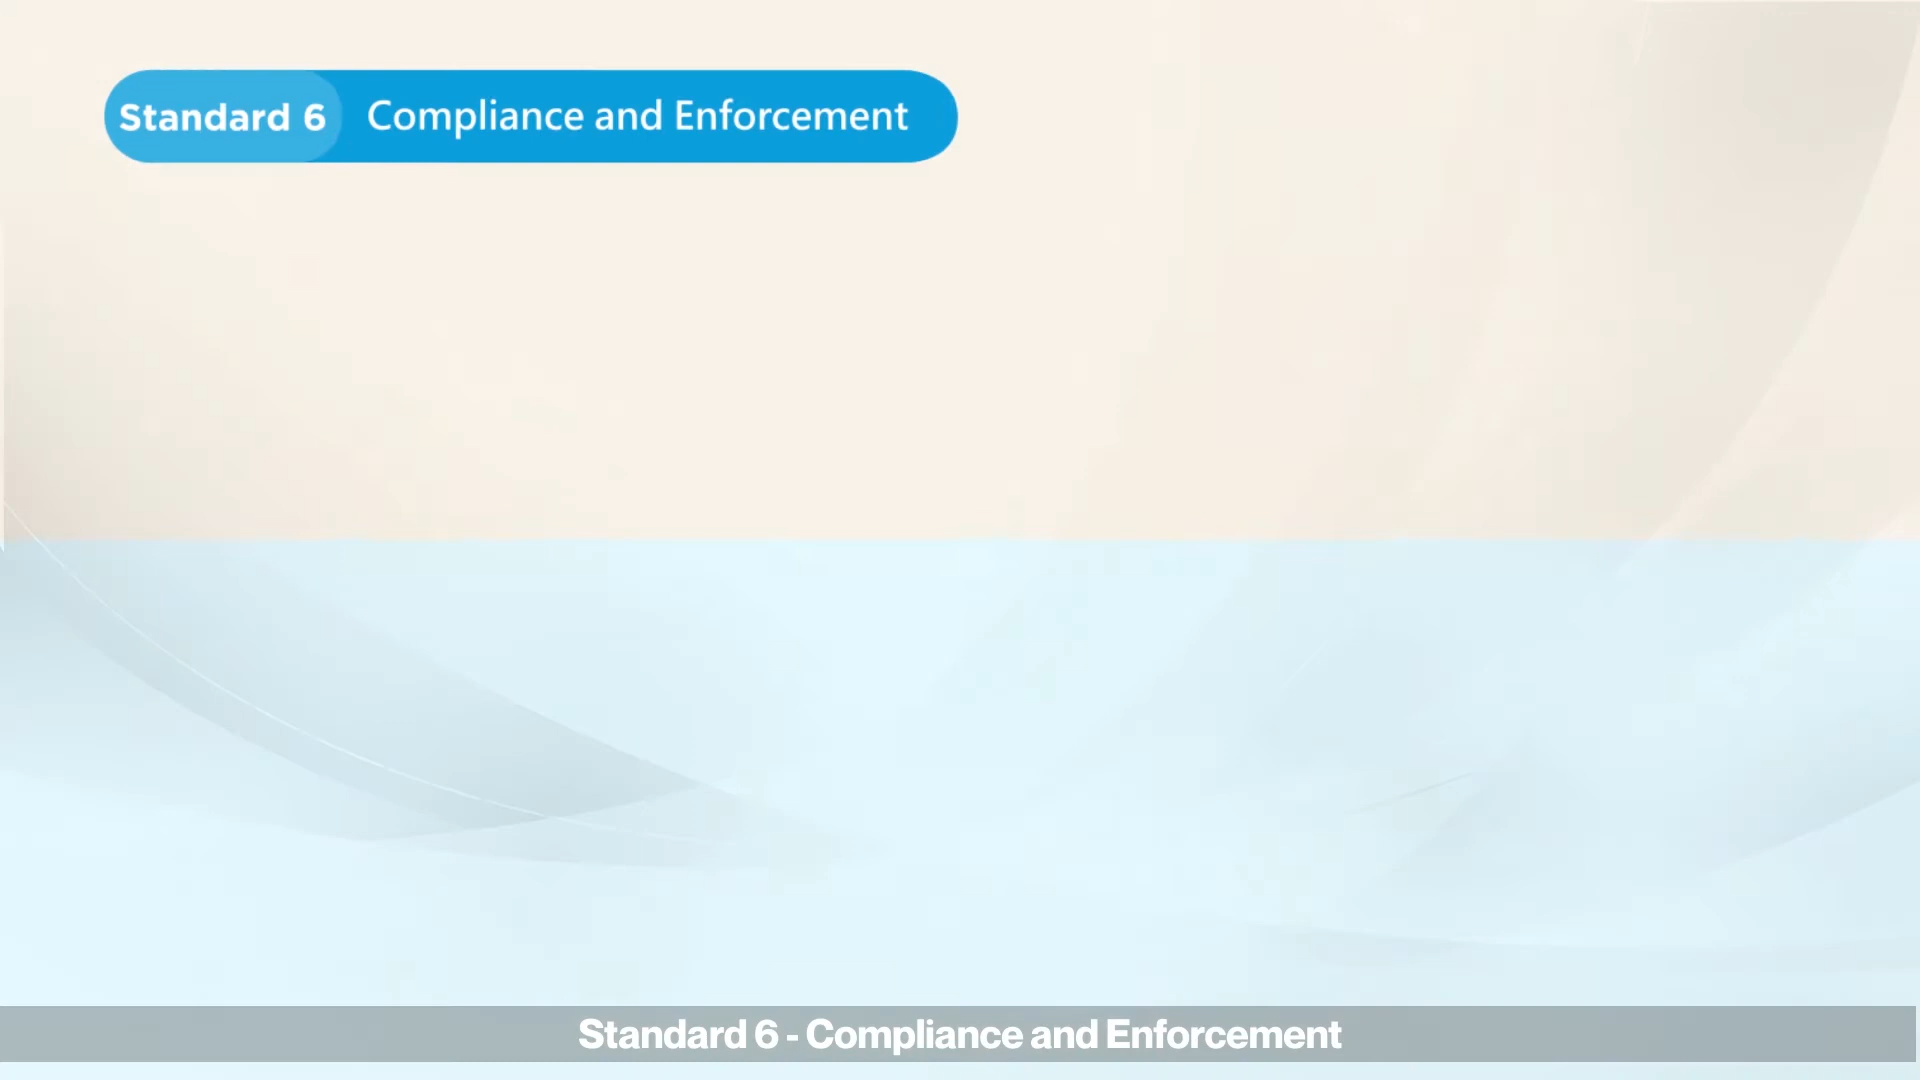 Standard 6 Compliance and Enforcement
Standard 6 - Compliance and Enforcement